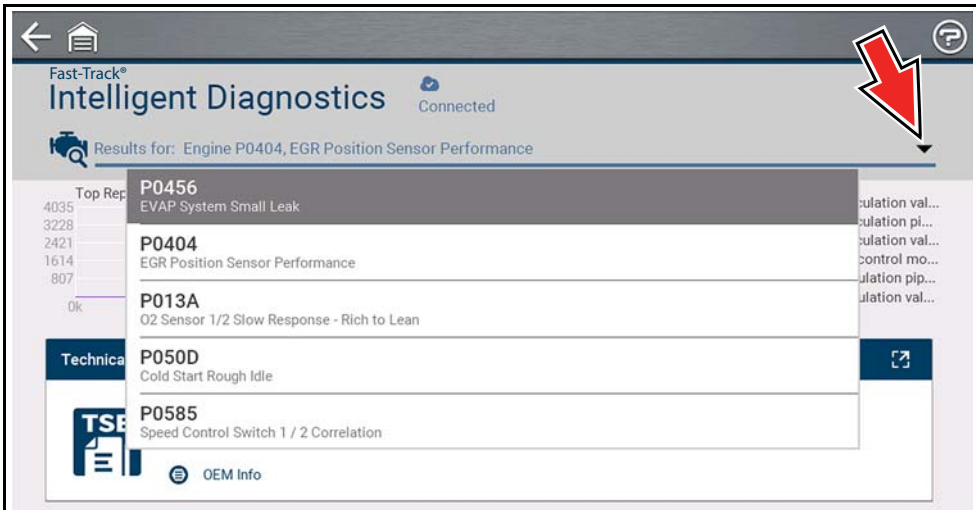 Fast-Track®
Intelligent Diagnostics
Connected
Results for: Engine P0404, EGR Position Sensor Performance
Top Rep
4035
3228
2421
1614
807
0k
P0456
EVAP System Small Leak
P0404
EGR Position Sensor Performance
P013A
O2 Sensor 1/2 Slow Response - Rich to Lean
P050D
Cold Start Rough Idle
P0585
Speed Control Switch 1 / 2 Correlation
culation val...
culation pi...
culation val...
control mo...
ulation pip...
ulation val...
Technica
TSB
OEM Info